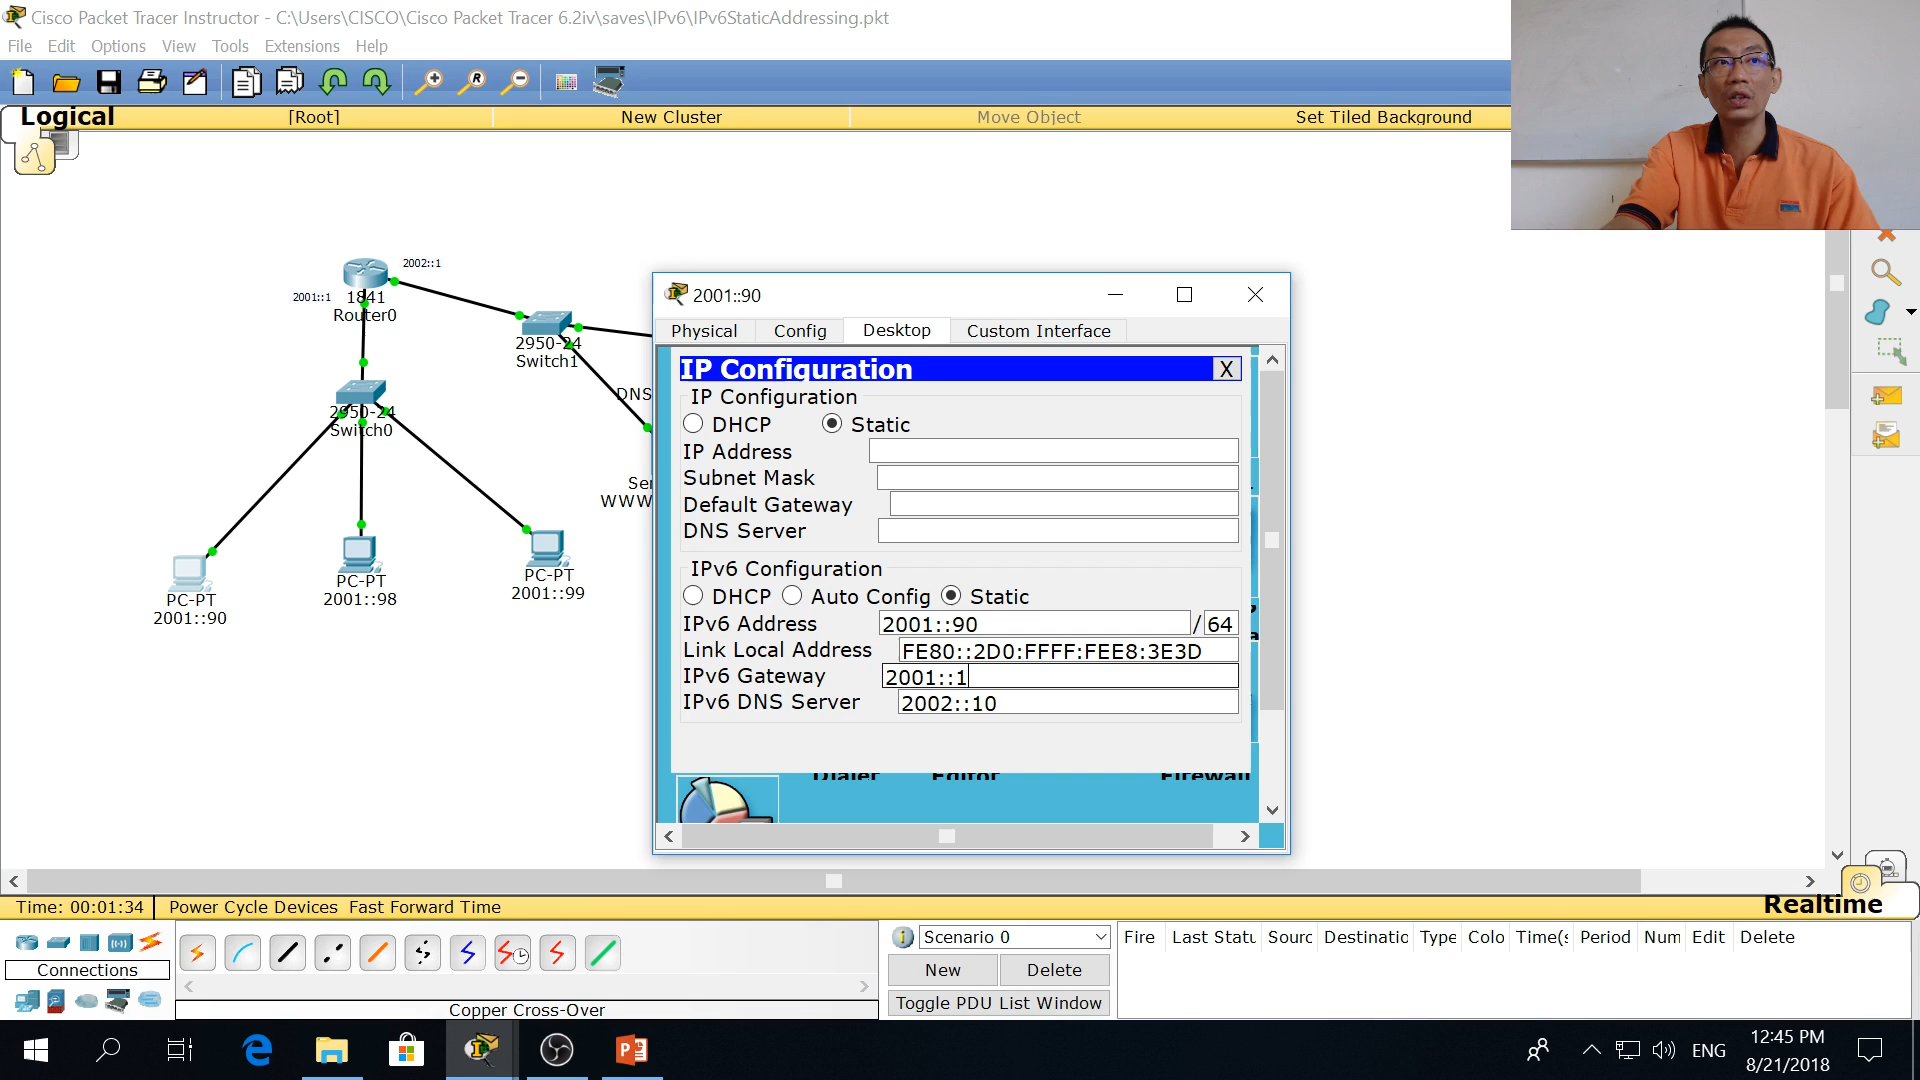 Cisco Packet Tracer Instructor - C:\Users\CISCO\Cisco Packet Tracer 6.2iv\saves\IPv6\IPv6StaticAddressing.pkt
File Edit Options View Tools Extensions Help
Logical [Root] New Cluster Move Object Set Tiled Background
2002::1
2001::1 1841
Router0
2950-24
Switch1
DNS
2950-24
Switch0
Ser
WWW
PC-PT
2001::90
PC-PT
2001::98
PC-PT
2001::99
2001::90
Physical Config Desktop Custom Interface
IP Configuration X
IP Configuration
DHCP Static
IP Address
Subnet Mask
Default Gateway
DNS Server
IPv6 Configuration
DHCP Auto Config Static
IPv6 Address 2001::90 / 64
Link Local Address FE80::2D0:FFFF:FEE8:3E3D
IPv6 Gateway 2001::1
IPv6 DNS Server 2002::10
Dialer Editor Firewall
Time: 00:01:34 Power Cycle Devices Fast Forward Time Realtime
Connections
Copper Cross-Over
Scenario 0
New Delete
Toggle PDU List Window
Fire Last Statu Sourc Destinatic Type Colo Time(s Period Num Edit Delete
ENG
12:45 PM
8/21/2018